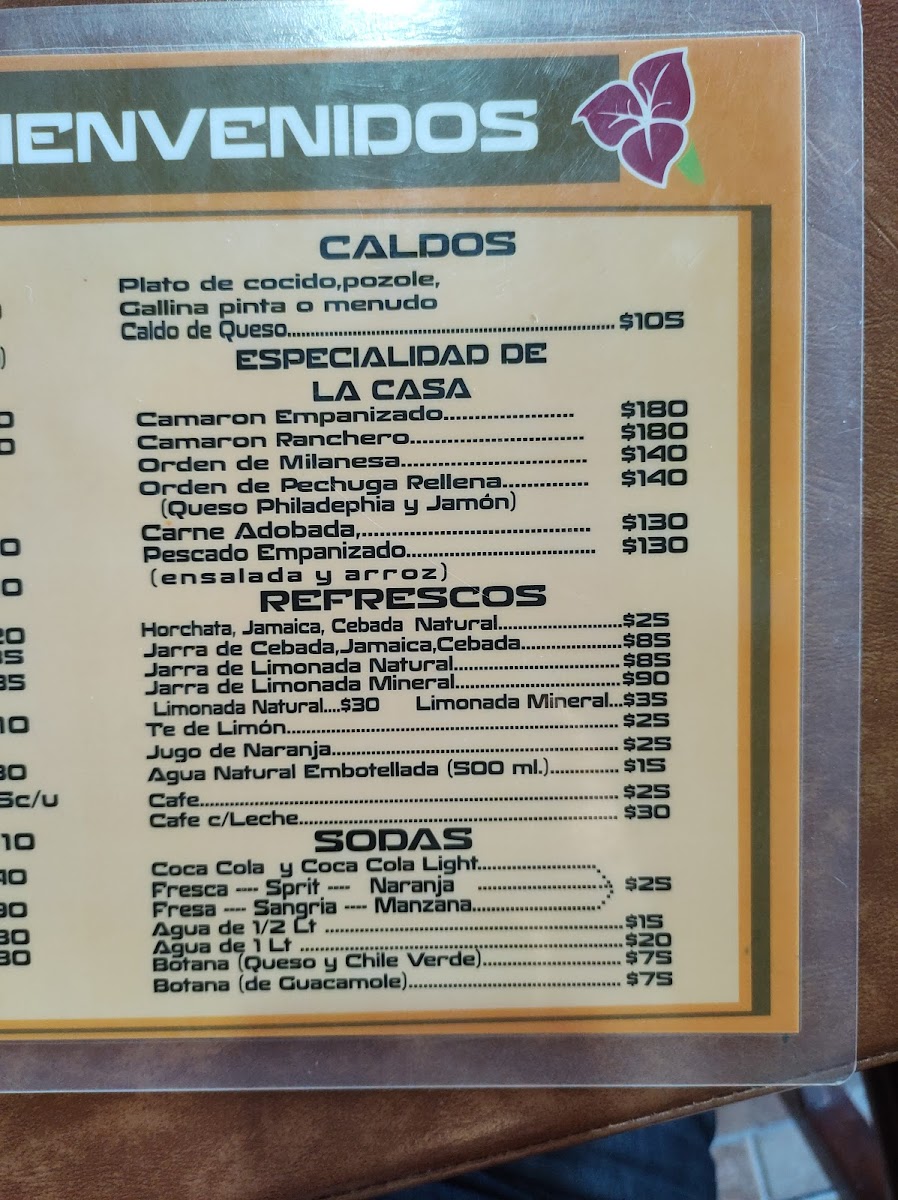 IENVENIDOS
CALDOS
Plato de cocido,pozole,
Gallina pinta o menudo
Caldo de Queso........ $105
ESPECIALIDAD DE
LA CASA
Camaron Empanizado........ $180
Camaron Ranchero........ $180
Orden de Milanesa........ $140
Orden de Pechuga Rellena........ $140
(Queso Philadephia y Jamón)
Carne Adobada,........ $130
Pescado Empanizado........ $130
(ensalada y arroz)
REFRESCOS
Horchata, Jamaica, Cebada Natural........$25
Jarra de Cebada,Jamaica,Cebada........$85
Jarra de Limonada Natural........$85
Jarra de Limonada Mineral........$90
Limonada Natural....$30 Limonada Mineral...$35
Te de Limón........$25
Jugo de Naranja........$25
Agua Natural Embotellada (500 ml.)........$15
Cafe........$25
Cafe c/Leche........$30
SODAS
Coca Cola y Coca Cola Light........
Fresca ---- Sprit ---- Naranja ........ $25
Fresa ---- Sangria ---- Manzana........
Agua de 1/2 Lt ........$15
Agua de 1 Lt ........$20
Botana (Queso y Chile Verde)........$75
Botana (de Guacamole)........$75